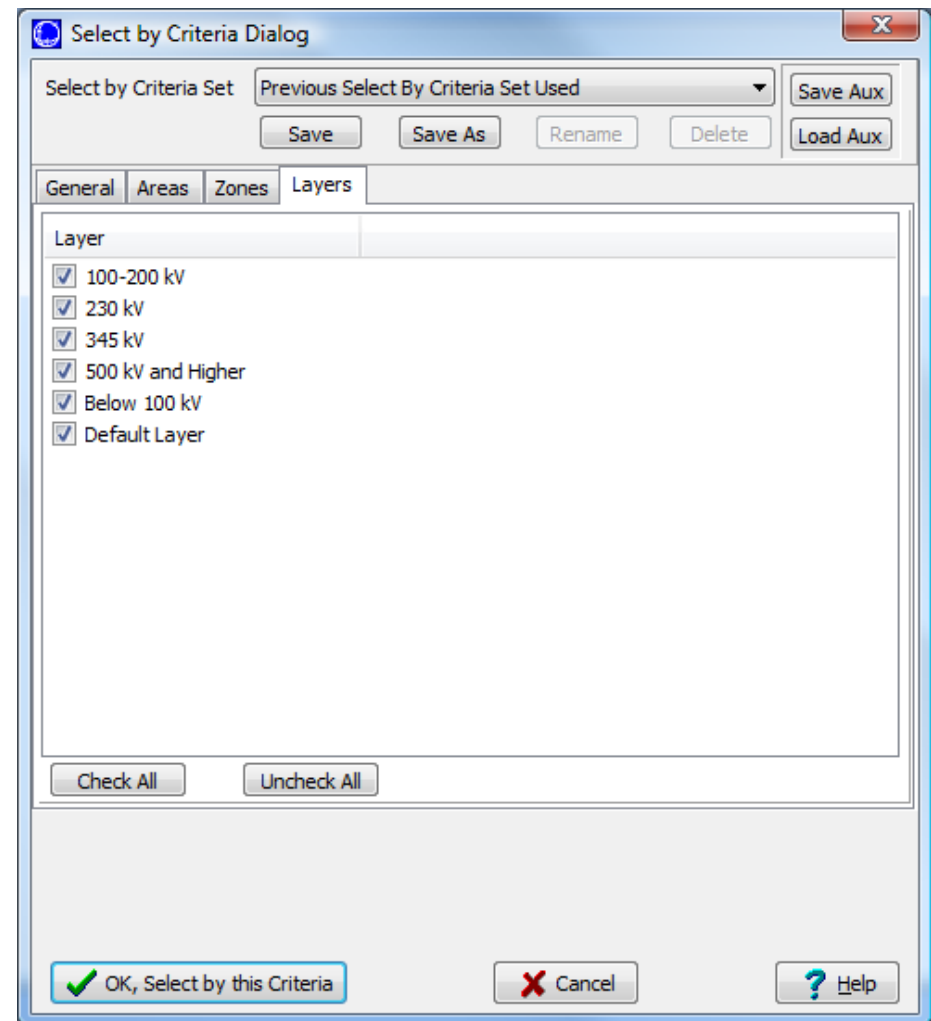 Select by Criteria Dialog
Select by Criteria Set Previous Select By Criteria Set Used Save Aux
Save Save As Rename Delete Load Aux
General Areas Zones Layers
Layer
100-200 kV
230 kV
345 kV
500 kV and Higher
Below 100 kV
Default Layer
Check All Uncheck All
OK, Select by this Criteria Cancel Help